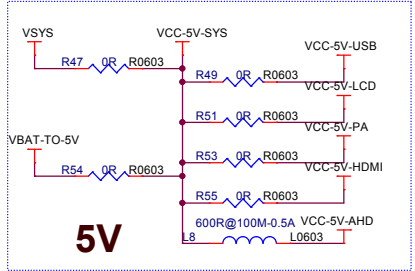 VSYS
VCC-5V-SYS
VCC-5V-USB
R47 0R R0603
R49 0R R0603
VCC-5V-LCD
R51 0R R0603
VCC-5V-PA
VBAT-TO-5V
R53 0R R0603
VCC-5V-HDMI
R54 0R R0603
R55 0R R0603
5V
600R@100M-0.5A
VCC-5V-AHD
L8
L0603